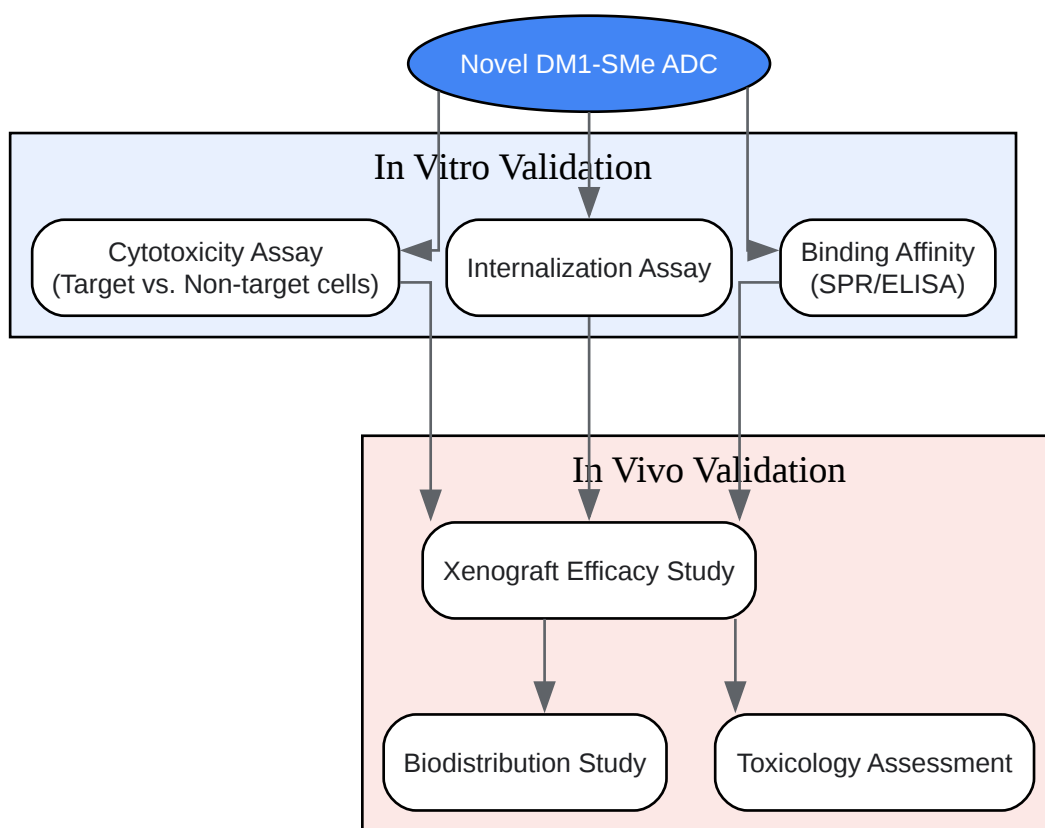 Novel DM1-SMe ADC
In Vitro Validation
Cytotoxicity Assay
(Target vs. Non-target cells)
Internalization Assay
Binding Affinity
(SPR/ELISA)
In Vivo Validation
Xenograft Efficacy Study
Biodistribution Study
Toxicology Assessment